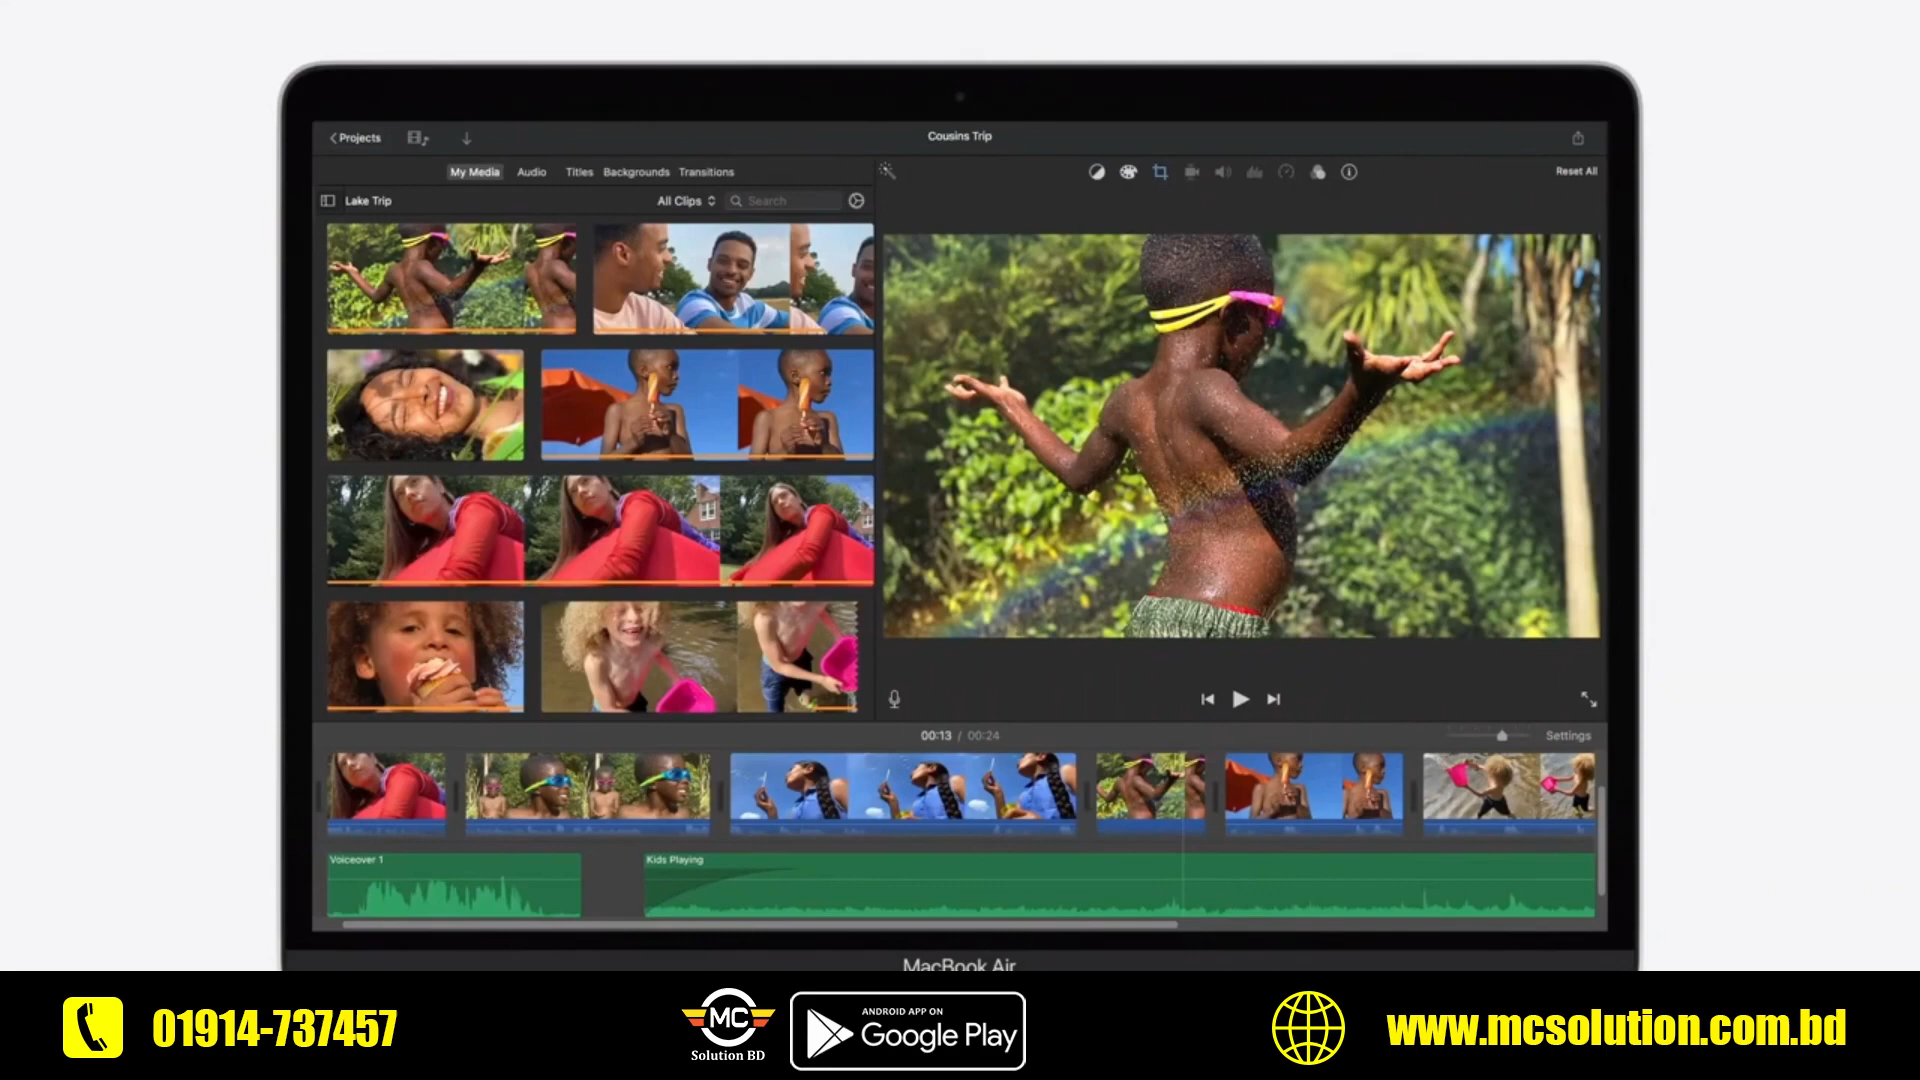 Projects
Cousins Trip
My Media Audio Titles Backgrounds Transitions
Reset All
Lake Trip
All Clips
Search
00:13 / 00:24
Settings
Voiceover 1
Kids Playing
MacBook Air
01914-737457
MC
Solution BD
ANDROID APP ON
Google Play
www.mcsolution.com.bd